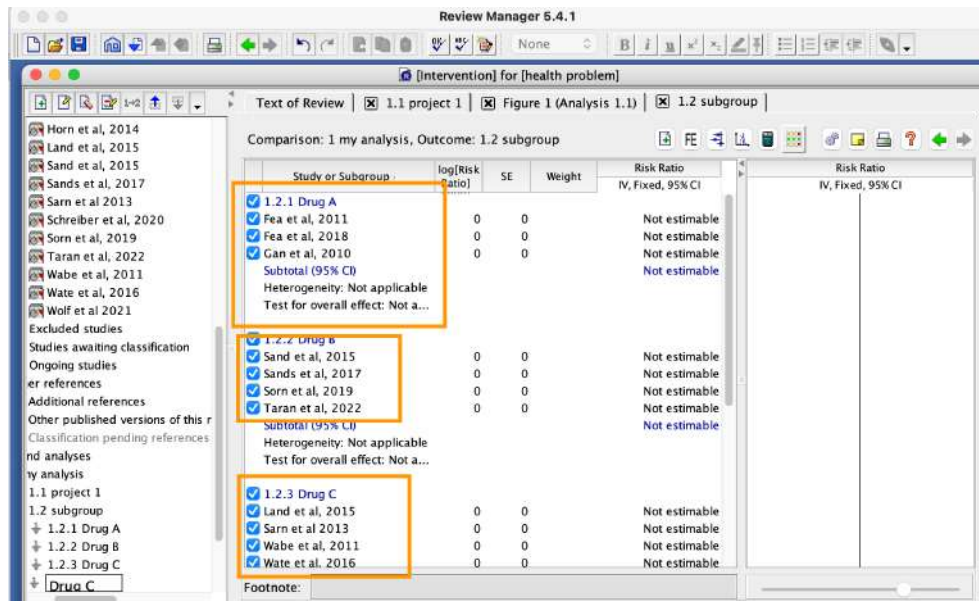 Review Manager 5.4.1
None
B i u x² x₂
[Intervention] for [health problem]
Text of Review
1.1 project 1
Figure 1 (Analysis 1.1)
1.2 subgroup
Horn et al, 2014
Land et al, 2015
Sand et al, 2015
Sands et al, 2017
Sarn et al 2013
Schreiber et al, 2020
Sorn et al, 2019
Taran et al, 2022
Wabe et al, 2011
Wate et al, 2016
Wolf et al 2021
Excluded studies
Studies awaiting classification
Ongoing studies
er references
Additional references
Other published versions of this r
Classification pending references
nd analyses
ny analysis
1.1 project 1
1.2 subgroup
1.2.1 Drug A
1.2.2 Drug B
1.2.3 Drug C
Drug C
Comparison: 1 my analysis, Outcome: 1.2 subgroup
FE
Study or Subgroup log[Risk Ratio] SE Weight Risk Ratio
IV, Fixed, 95% CI
Risk Ratio
IV, Fixed, 95% CI
1.2.1 Drug A
Fea et al, 2011 0 0 Not estimable
Fea et al, 2018 0 0 Not estimable
Gan et al, 2010 0 0 Not estimable
Subtotal (95% CI) Not estimable
Heterogeneity: Not applicable
Test for overall effect: Not a...
1.2.2 Drug B
Sand et al, 2015 0 0 Not estimable
Sands et al, 2017 0 0 Not estimable
Sorn et al, 2019 0 0 Not estimable
Taran et al, 2022 0 0 Not estimable
Subtotal (95% CI) Not estimable
Heterogeneity: Not applicable
Test for overall effect: Not a...
1.2.3 Drug C
Land et al, 2015 0 0 Not estimable
Sarn et al 2013 0 0 Not estimable
Wabe et al, 2011 0 0 Not estimable
Wate et al, 2016 0 0 Not estimable
Footnote: